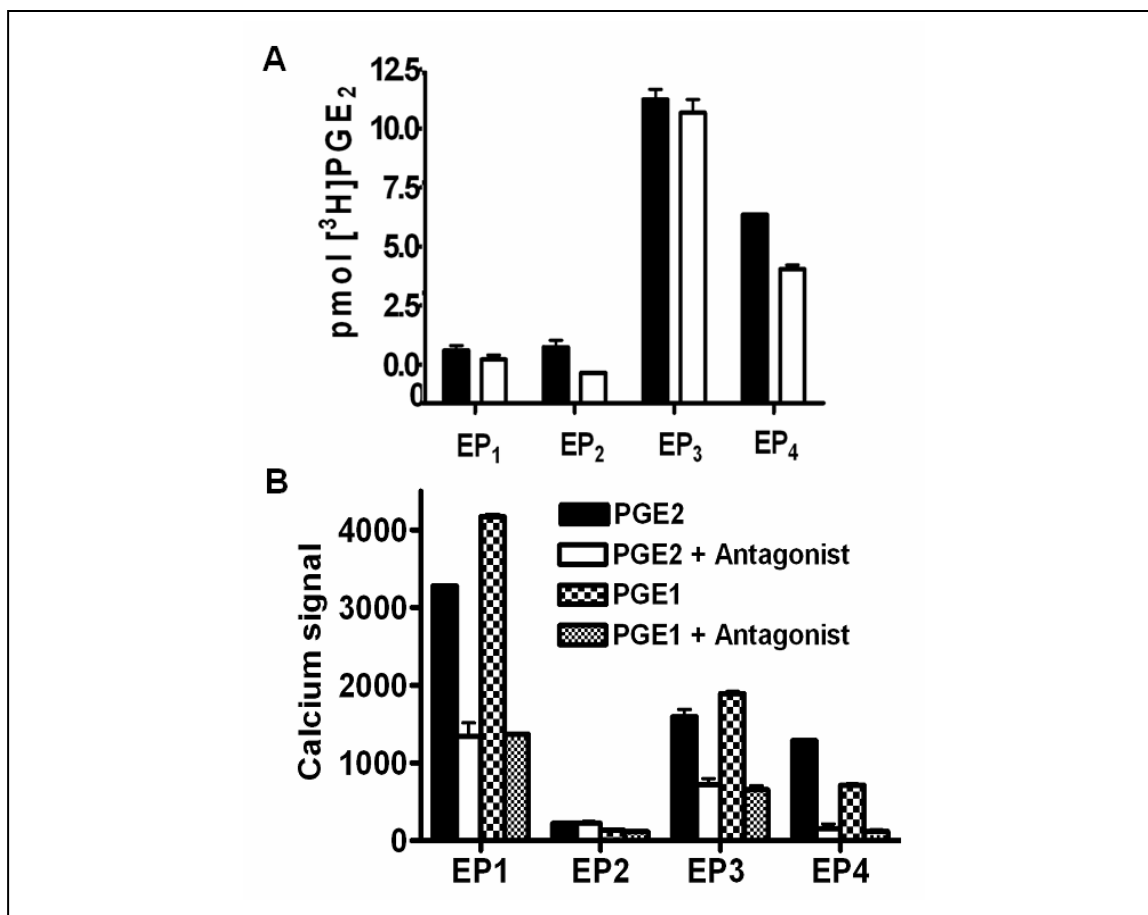 A
pmol [³H]PGE₂
12.5
10.0
7.5
5.0
2.5
0.0
0
EP₁ EP₂ EP₃ EP₄
B
Calcium signal
4000
3000
2000
1000
0
PGE2
PGE2 + Antagonist
PGE1
PGE1 + Antagonist
EP1 EP2 EP3 EP4